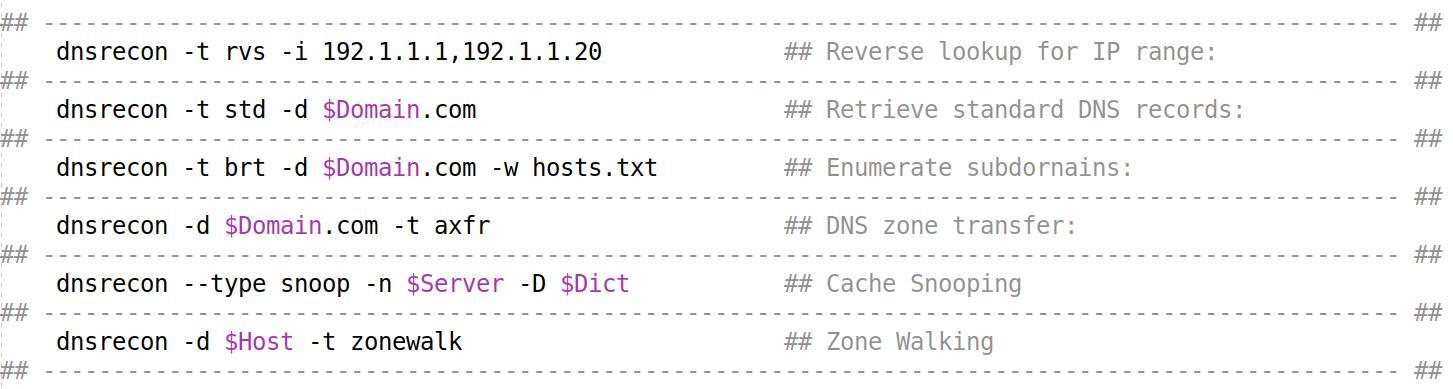 ## ------------------------------------------------------------------------------------------------- ##
dnsrecon -t rvs -i 192.1.1.1,192.1.1.20 ## Reverse lookup for IP range:
## ------------------------------------------------------------------------------------------------- ##
dnsrecon -t std -d $Domain.com ## Retrieve standard DNS records:
## ------------------------------------------------------------------------------------------------- ##
dnsrecon -t brt -d $Domain.com -w hosts.txt ## Enumerate subdornains:
## ------------------------------------------------------------------------------------------------- ##
dnsrecon -d $Domain.com -t axfr ## DNS zone transfer:
## ------------------------------------------------------------------------------------------------- ##
dnsrecon --type snoop -n $Server -D $Dict ## Cache Snooping
## ------------------------------------------------------------------------------------------------- ##
dnsrecon -d $Host -t zonewalk ## Zone Walking
## ------------------------------------------------------------------------------------------------- ##